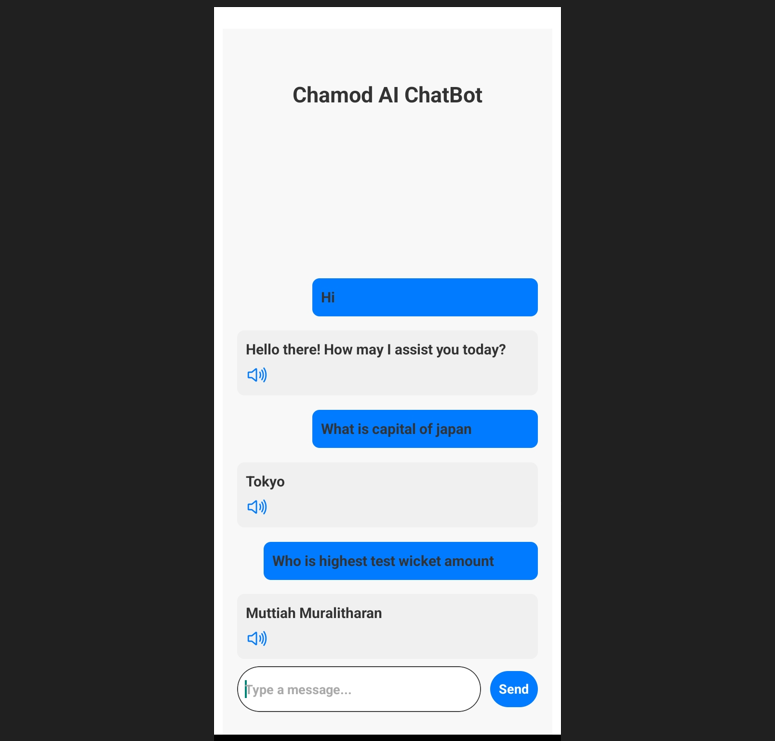 Chamod AI ChatBot
Hi
Hello there! How may I assist you today?
What is capital of japan
Tokyo
Who is highest test wicket amount
Muttiah Muralitharan
Type a message...
Send